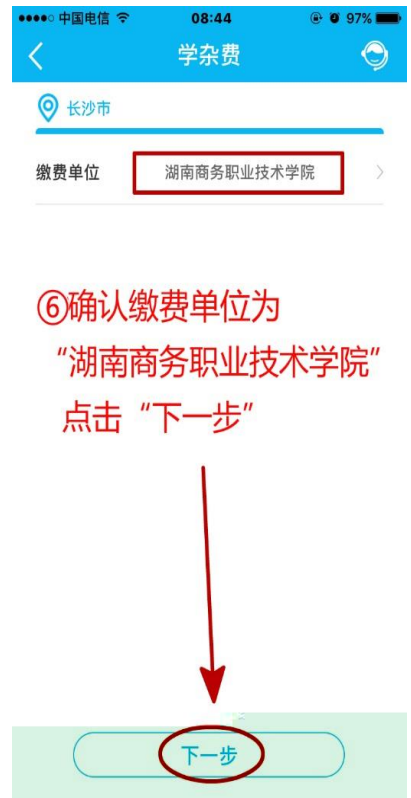 中国电信 08:44 97%
学杂费
长沙市
缴费单位 湖南商务职业技术学院
⑥确认缴费单位为
“湖南商务职业技术学院”
点击“下一步”
下一步